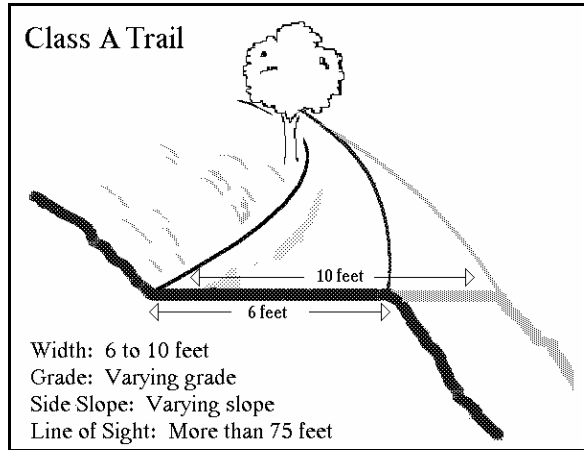 Class A Trail
10 feet
6 feet
Width: 6 to 10 feet
Grade: Varying grade
Side Slope: Varying slope
Line of Sight: More than 75 feet